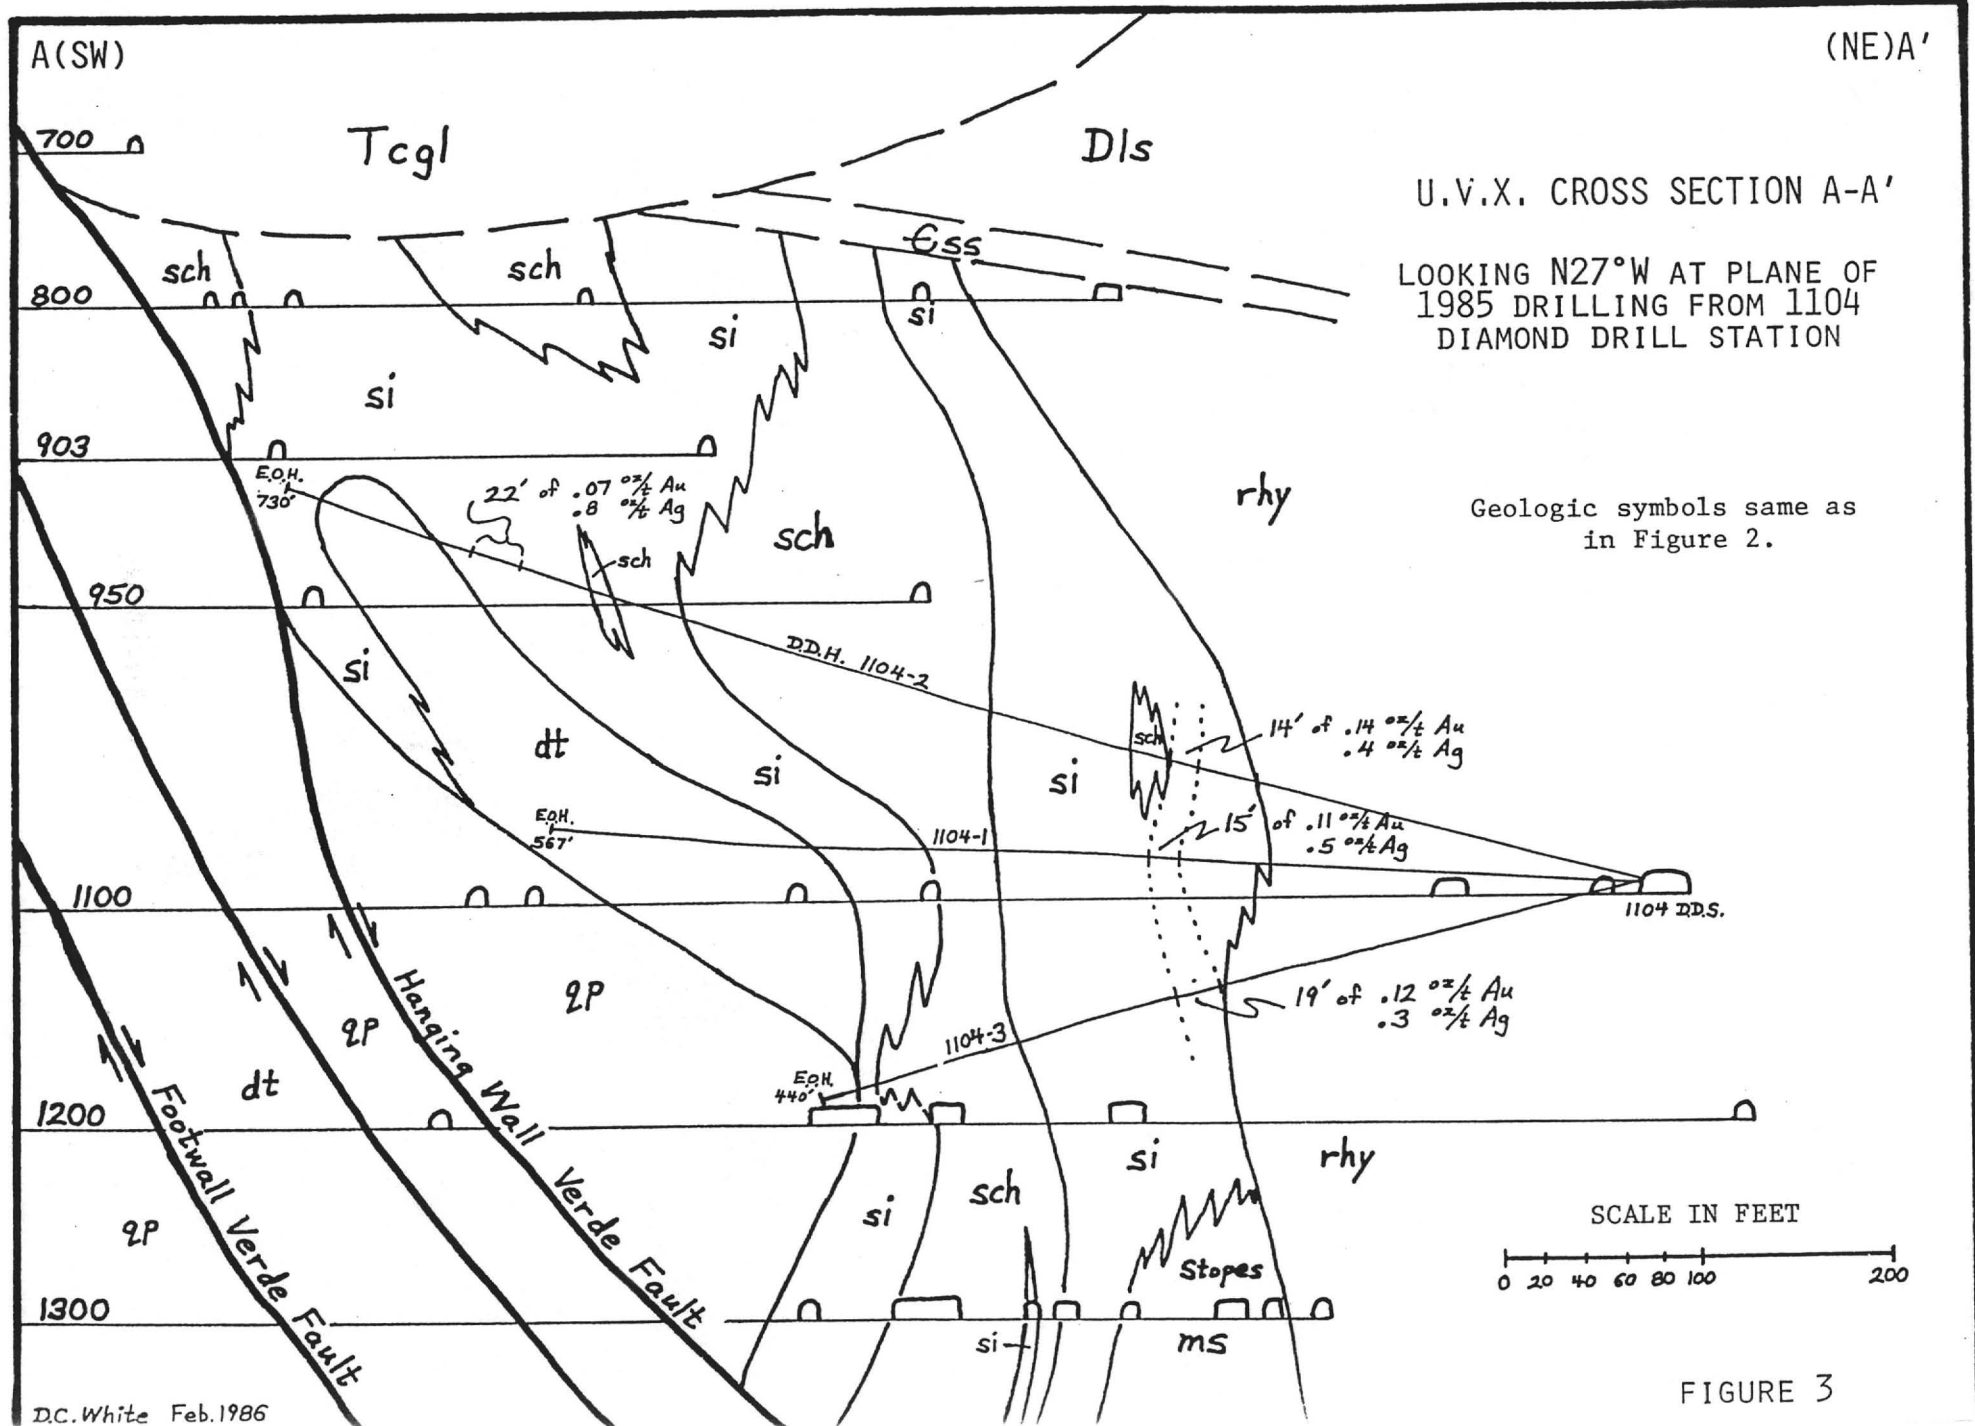 A(SW)
(NE)A'
700
Tcgl
Dls
U.V.X. CROSS SECTION A-A'
LOOKING N27°W AT PLANE OF
1985 DRILLING FROM 1104
DIAMOND DRILL STATION
Geologic symbols same as
in Figure 2.
Єss
sch
sch
800
si
si
si
903
E.O.H.
730'
22' of .07 oz/t Au
.8 oz/t Ag
sch
sch
rhy
950
si
D.D.H. 1104-2
dt
si
si
sch
14' of .14 oz/t Au
.4 oz/t Ag
E.O.H.
567'
1104-1
15' of .11 oz/t Au
.5 oz/t Ag
1100
1104 D.D.S.
qp
qp
Hanging Wall Verde Fault
19' of .12 oz/t Au
.3 oz/t Ag
1104-3
E.O.H.
440'
dt
1200
Footwall Verde Fault
qp
si
sch
si
rhy
Stopes
SCALE IN FEET
0 20 40 60 80 100 200
1300
si
ms
FIGURE 3
D.C. White Feb. 1986